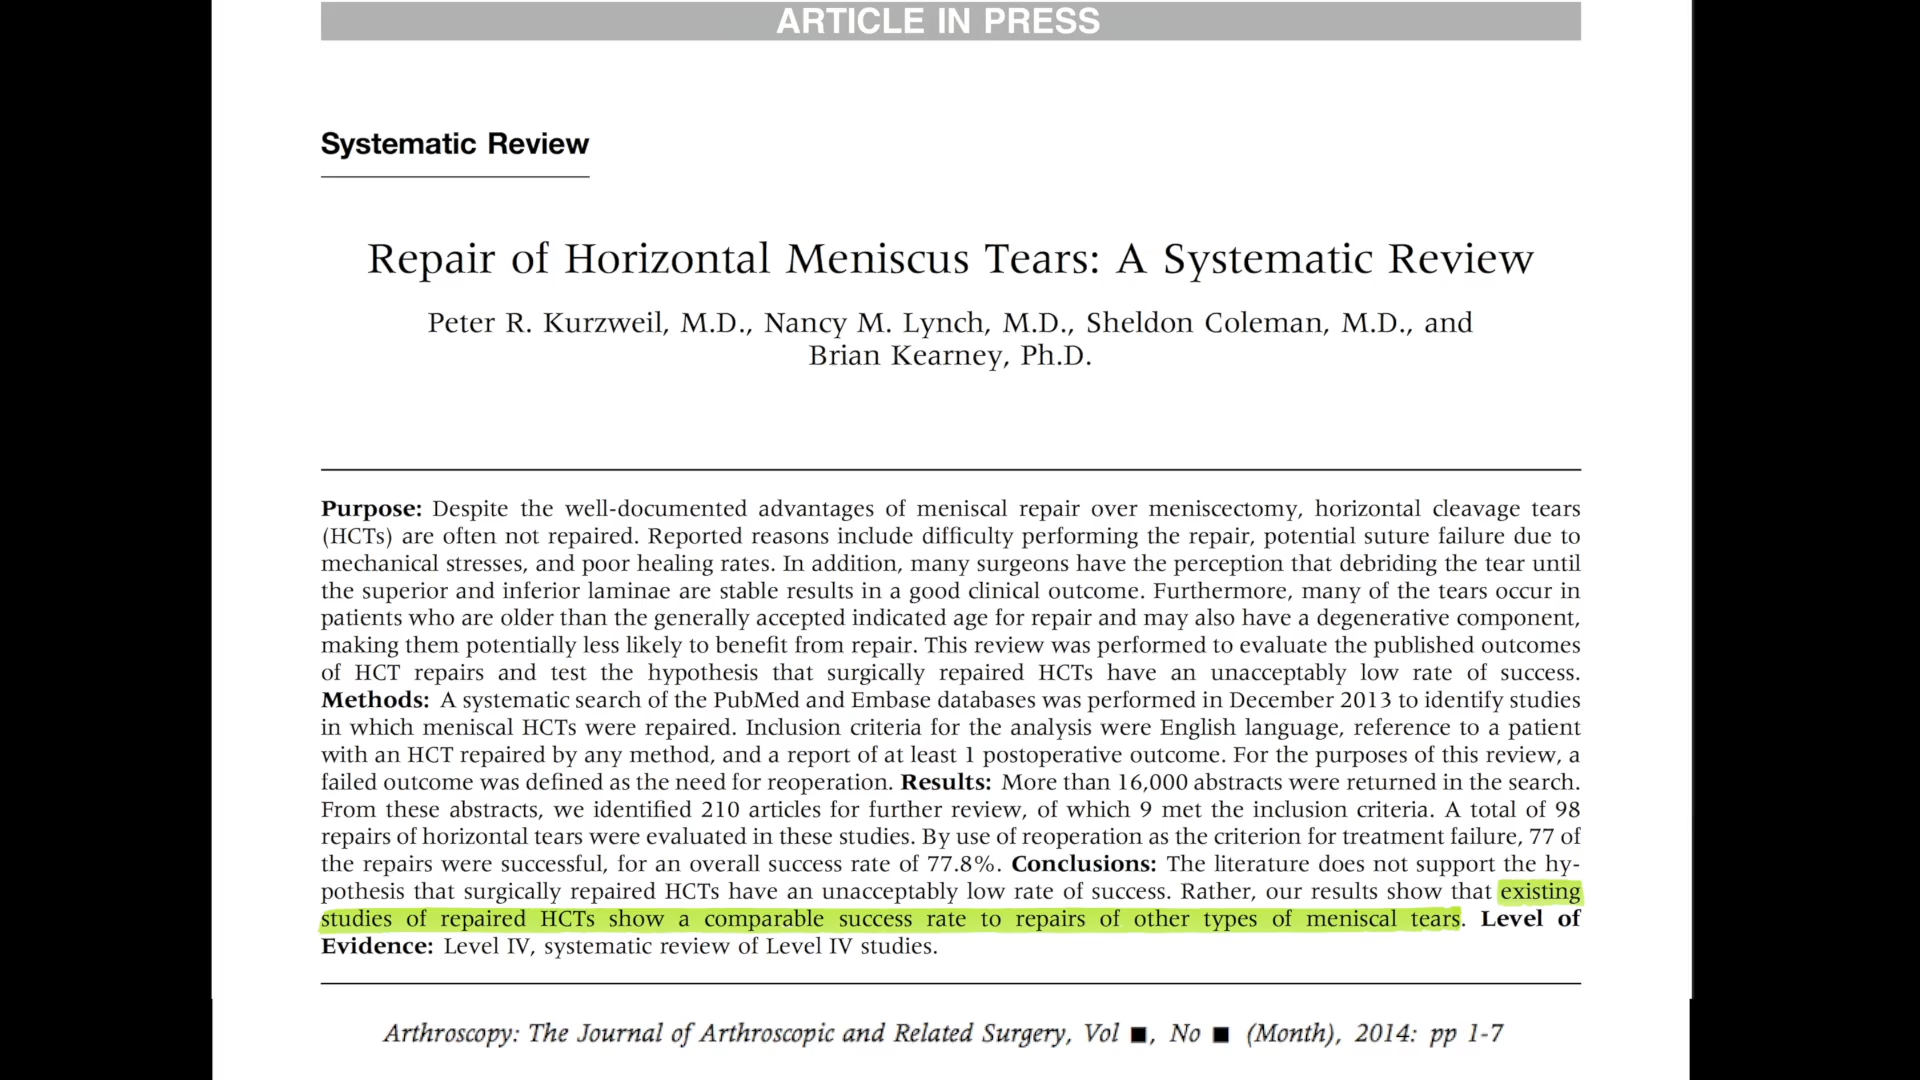 ARTICLE IN PRESS
Systematic Review
Repair of Horizontal Meniscus Tears: A Systematic Review
Peter R. Kurzweil, M.D., Nancy M. Lynch, M.D., Sheldon Coleman, M.D., and
Brian Kearney, Ph.D.
Purpose: Despite the well-documented advantages of meniscal repair over meniscectomy, horizontal cleavage tears
(HCTs) are often not repaired. Reported reasons include difficulty performing the repair, potential suture failure due to
mechanical stresses, and poor healing rates. In addition, many surgeons have the perception that debriding the tear until
the superior and inferior laminae are stable results in a good clinical outcome. Furthermore, many of the tears occur in
patients who are older than the generally accepted indicated age for repair and may also have a degenerative component,
making them potentially less likely to benefit from repair. This review was performed to evaluate the published outcomes
of HCT repairs and test the hypothesis that surgically repaired HCTs have an unacceptably low rate of success.
Methods: A systematic search of the PubMed and Embase databases was performed in December 2013 to identify studies
in which meniscal HCTs were repaired. Inclusion criteria for the analysis were English language, reference to a patient
with an HCT repaired by any method, and a report of at least 1 postoperative outcome. For the purposes of this review, a
failed outcome was defined as the need for reoperation. Results: More than 16,000 abstracts were returned in the search.
From these abstracts, we identified 210 articles for further review, of which 9 met the inclusion criteria. A total of 98
repairs of horizontal tears were evaluated in these studies. By use of reoperation as the criterion for treatment failure, 77 of
the repairs were successful, for an overall success rate of 77.8%. Conclusions: The literature does not support the hy-
pothesis that surgically repaired HCTs have an unacceptably low rate of success. Rather, our results show that existing
studies of repaired HCTs show a comparable success rate to repairs of other types of meniscal tears. Level of
Evidence: Level IV, systematic review of Level IV studies.
Arthroscopy: The Journal of Arthroscopic and Related Surgery, Vol ■, No ■ (Month), 2014: pp 1-7